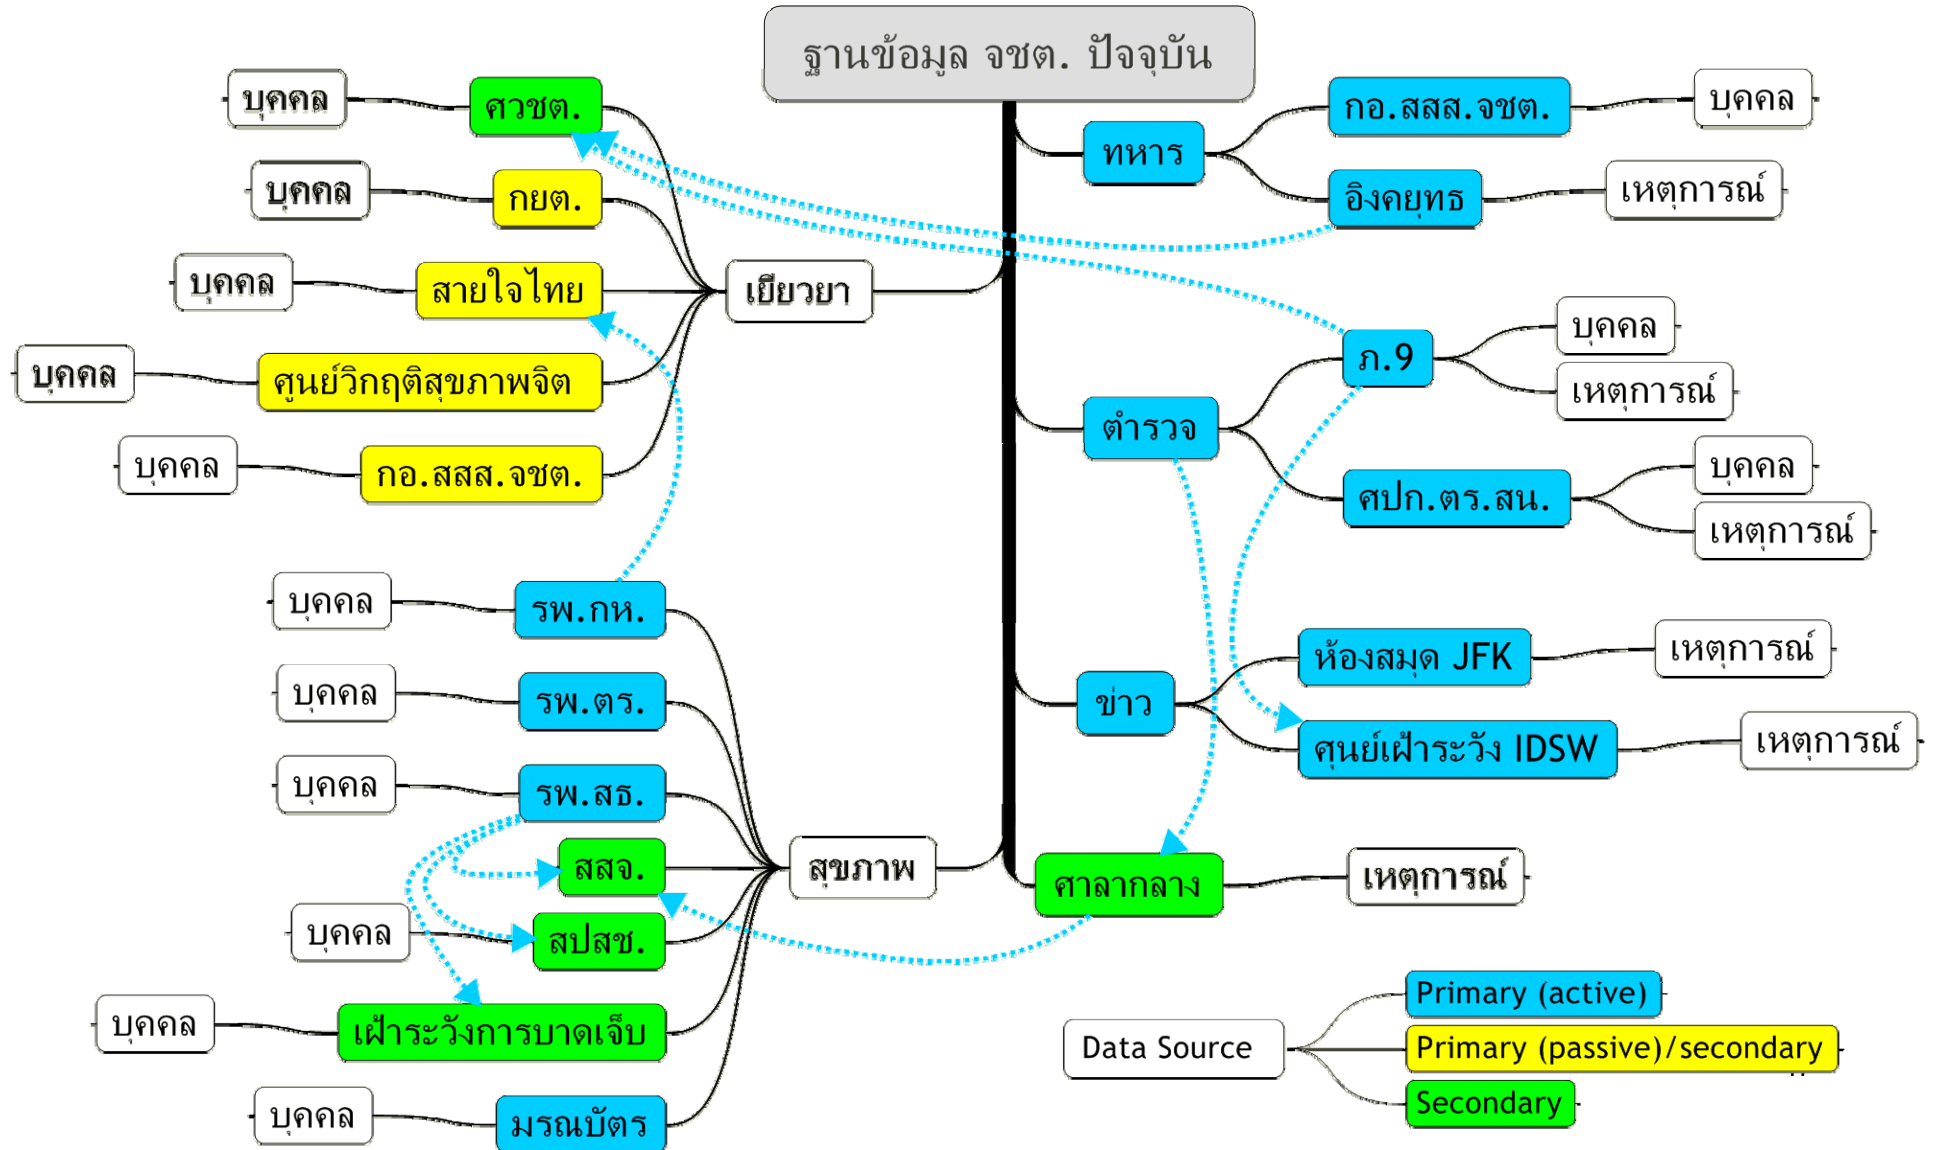 ฐานข้อมูล จชต. ปัจจุบัน
บุคคล
ศวชต.
บุคคล
กยต.
บุคคล
สายใจไทย
บุคคล
ศูนย์วิกฤติสุขภาพจิต
บุคคล
กอ.สสส.จชต.
เยียวยา
บุคคล
รพ.กห.
บุคคล
รพ.ตร.
บุคคล
รพ.สธ.
สสจ.
บุคคล
สปสช.
บุคคล
เฝ้าระวังการบาดเจ็บ
บุคคล
มรณบัตร
สุขภาพ
ทหาร
กอ.สสส.จชต.
บุคคล
อิงคยุทธ
เหตุการณ์
ตำรวจ
ภ.9
บุคคล
เหตุการณ์
ศปก.ตร.สน.
บุคคล
เหตุการณ์
ข่าว
ห้องสมุด JFK
เหตุการณ์
ศูนย์เฝ้าระวัง IDSW
เหตุการณ์
ศาลากลาง
เหตุการณ์
Data Source
Primary (active)
Primary (passive)/secondary
Secondary